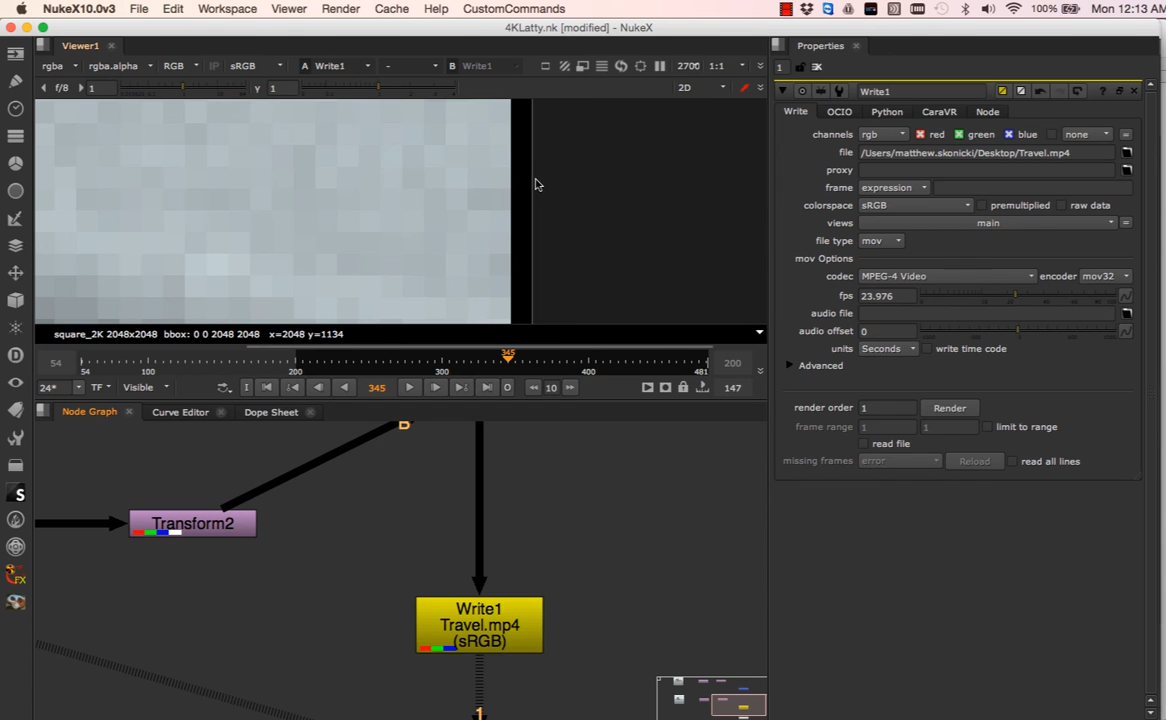 NukeX10.0v3 File Edit Workspace Viewer Render Cache Help CustomCommands 100% Mon 12:13 AM
4KLatty.nk [modified] - NukeX
Viewer1
rgba rgba.alpha RGB IP sRGB A Write1 - B Write1 2700 1:1
f/8 1 y 1 2D
square_2K 2048x2048 bbox: 0 0 2048 2048 x=2048 y=1134
54 54 100 200 300 345 400 481 200
24* TF Visible I 345 O 10 147
Node Graph Curve Editor Dope Sheet
B
Transform2
Write1
Travel.mp4
(sRGB)
1
Properties
1
Write1 ?
Write OCIO Python CaraVR Node
channels rgb red green blue none =
file /Users/matthew.skonicki/Desktop/Travel.mp4
proxy
frame expression
colorspace sRGB premultiplied raw data
views main =
file type mov
mov Options
codec MPEG-4 Video encoder mov32
fps 23.976
audio file
audio offset 0
units Seconds write time code
Advanced
render order 1 Render
frame range 1 1 limit to range
read file
missing frames error Reload read all lines